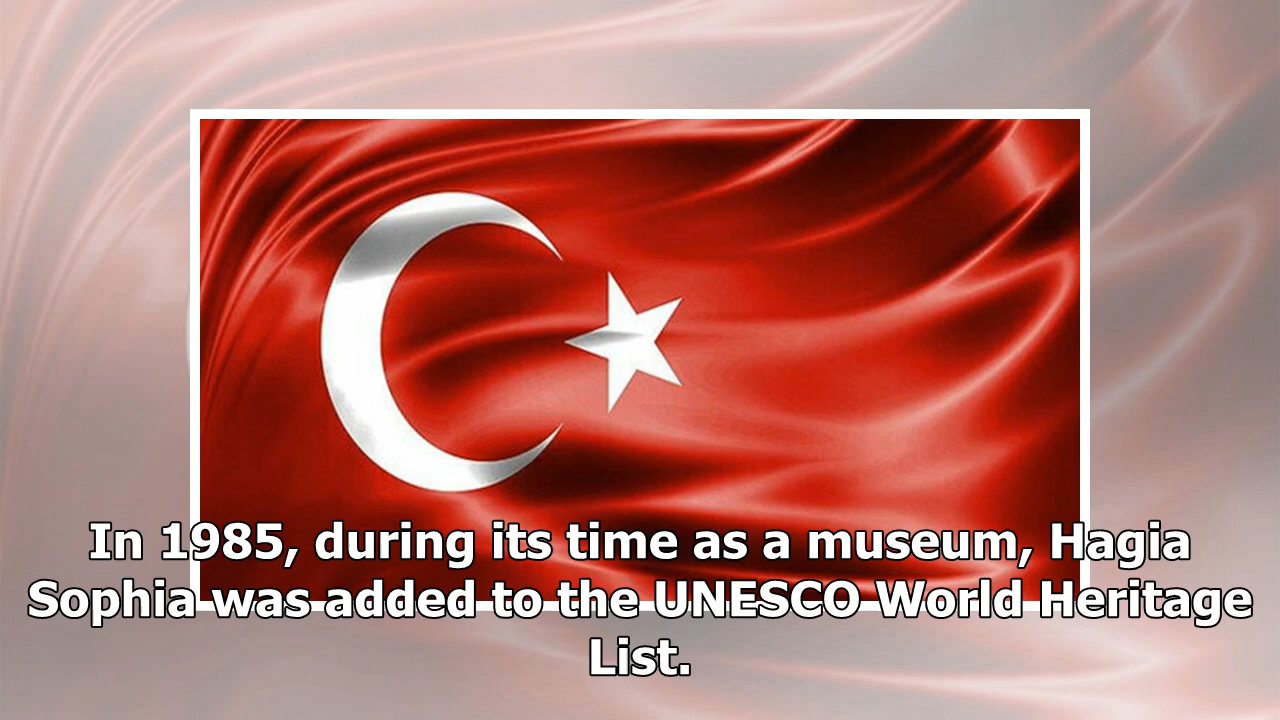 In 1985, during its time as a museum, Hagia
Sophia was added to the UNESCO World Heritage
List.